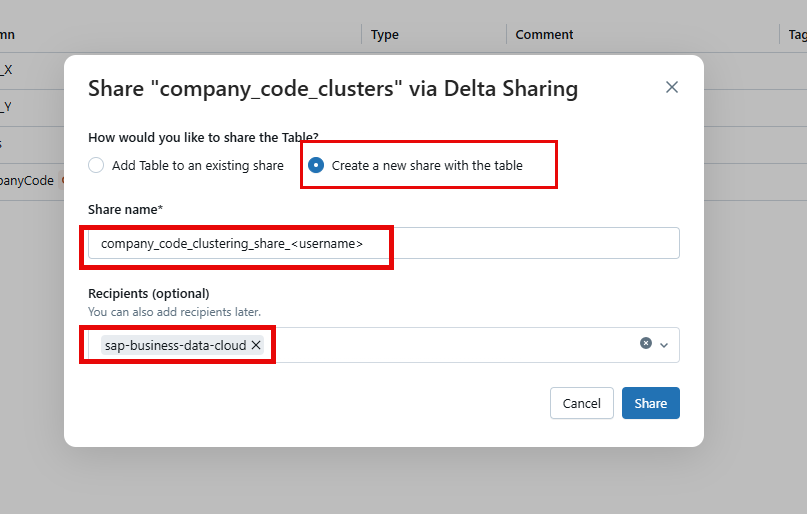 mn Type Comment Tag
_X
_Y
s
panyCode
Share "company_code_clusters" via Delta Sharing
How would you like to share the Table?
Add Table to an existing share Create a new share with the table
Share name*
company_code_clustering_share_<username>
Recipients (optional)
You can also add recipients later.
sap-business-data-cloud
Cancel Share